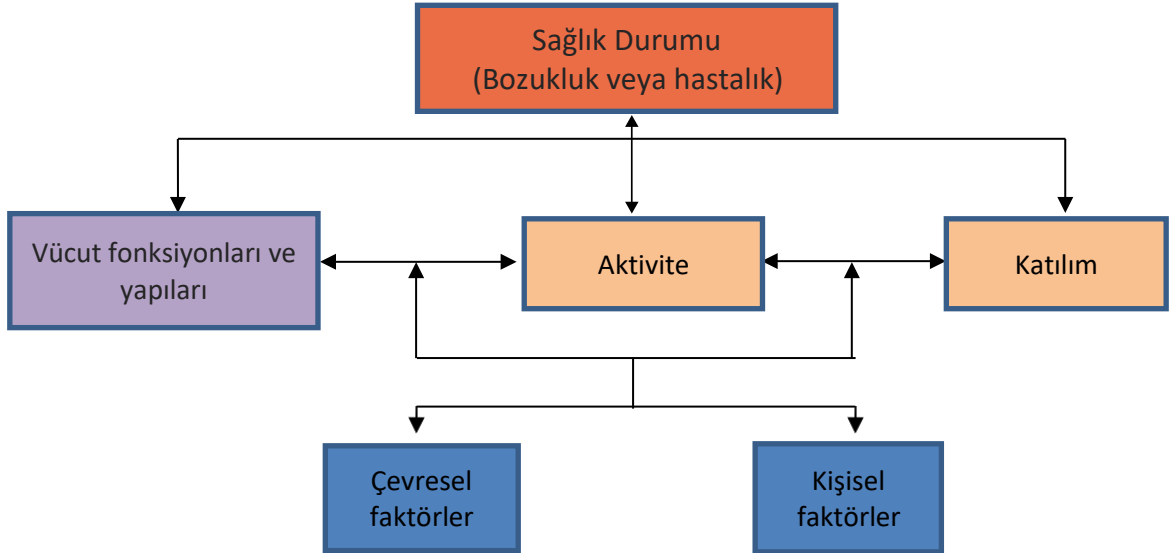 Sağlık Durumu
(Bozukluk veya hastalık)
Vücut fonksiyonları ve
yapıları
Aktivite
Katılım
Çevresel
faktörler
Kişisel
faktörler